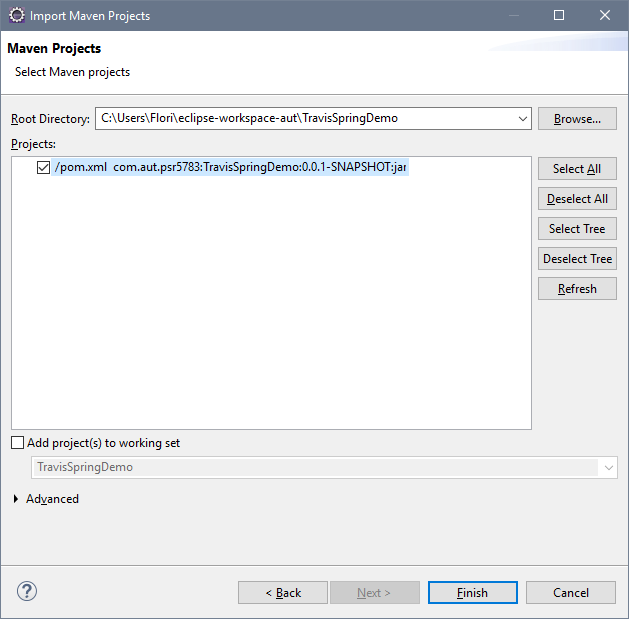 Import Maven Projects
Maven Projects
Select Maven projects
Root Directory: C:\Users\Flori\eclipse-workspace-aut\TravisSpringDemo Browse...
Projects:
/pom.xml com.aut.psr5783:TravisSpringDemo:0.0.1-SNAPSHOT:jar
Select All
Deselect All
Select Tree
Deselect Tree
Refresh
Add project(s) to working set
TravisSpringDemo
Advanced
? < Back Next > Finish Cancel